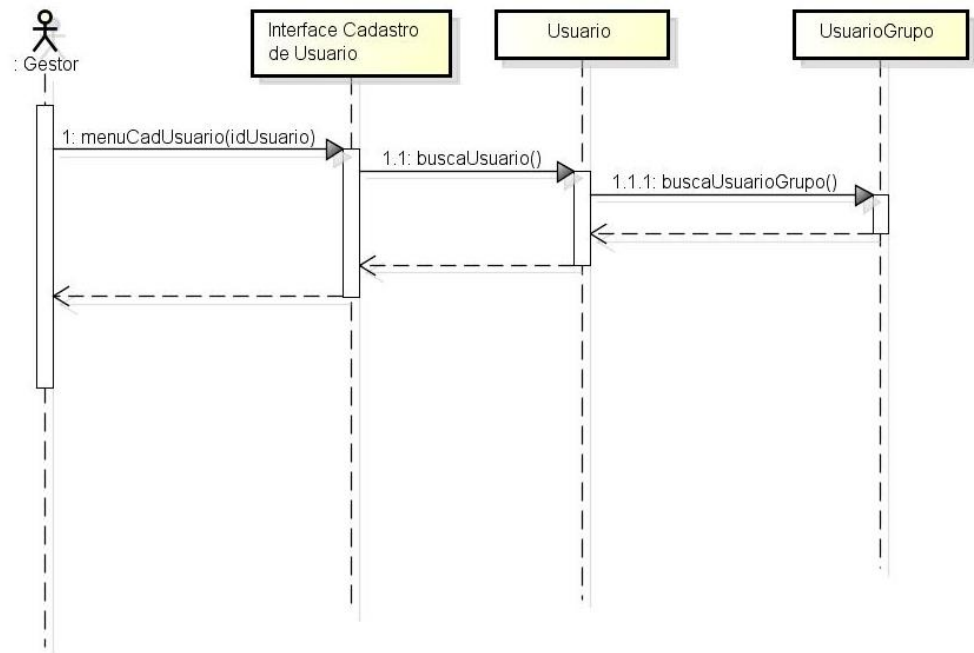 : Gestor
Interface Cadastro
de Usuario
Usuario
UsuarioGrupo
1: menuCadUsuario(idUsuario)
1.1: buscaUsuario()
1.1.1: buscaUsuarioGrupo()